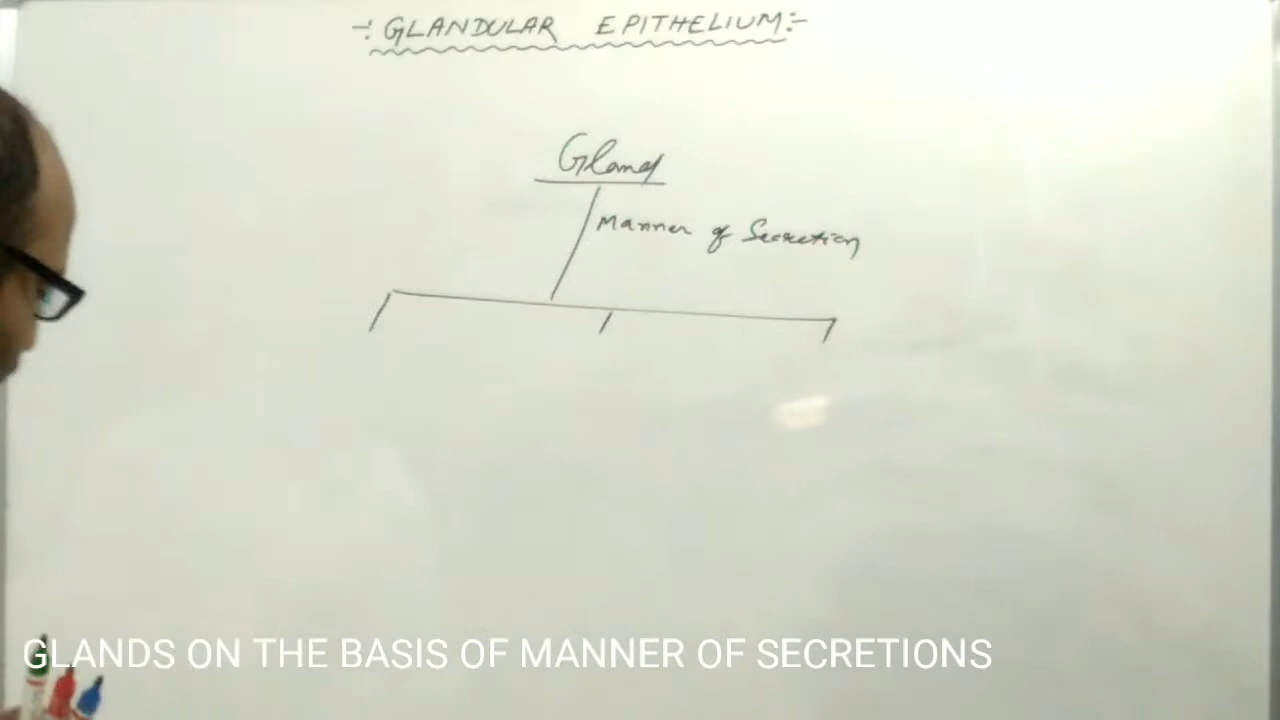 -: GLANDULAR EPITHELIUM :-
Gland
Manner of Secretion
GLANDS ON THE BASIS OF MANNER OF SECRETIONS